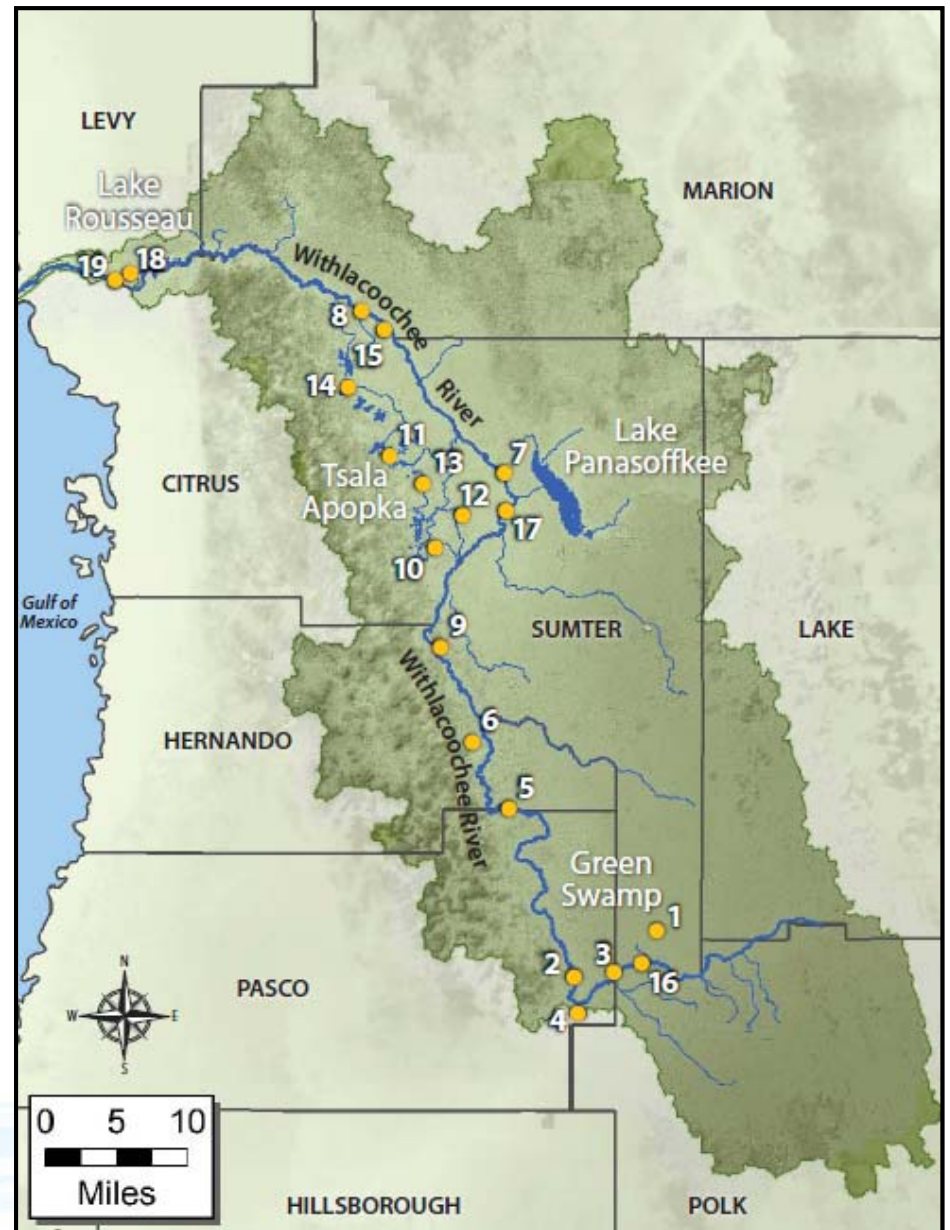 LEVY
Lake
Rousseau
MARION
19
18
Withlacoochee
River
8
15
14
11
13
Lake
Panasoffkee
7
CITRUS
Tsala
Apopka
12
17
10
Gulf of
Mexico
9
SUMTER
LAKE
Withlacoochee River
6
HERNANDO
5
Green
Swamp
1
2
3
16
PASCO
4
N
W
E
S
0 5 10
Miles
HILLSBOROUGH
POLK